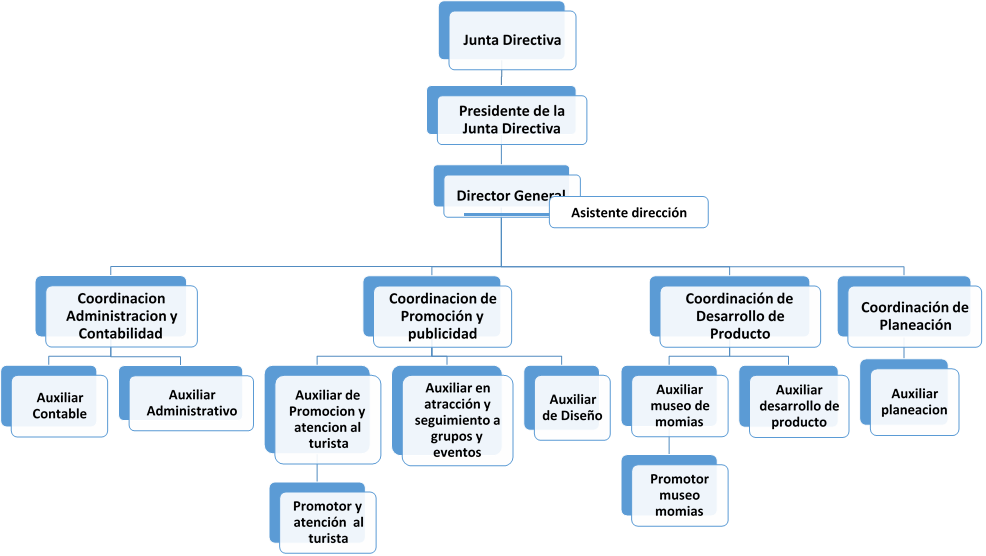 Junta Directiva
Presidente de la
Junta Directiva
Director General
Asistente dirección
Coordinacion
Administracion y
Contabilidad
Coordinacion de
Promoción y
publicidad
Coordinación de
Desarrollo de
Producto
Coordinación de
Planeación
Auxiliar
Contable
Auxiliar
Administrativo
Auxiliar de
Promocion y
atencion al
turista
Auxiliar en
atracción y
seguimiento a
grupos y
eventos
Auxiliar
de Diseño
Auxiliar
museo de
momias
Auxiliar
desarrollo de
producto
Auxiliar
planeacion
Promotor y
atención al
turista
Promotor
museo
momias